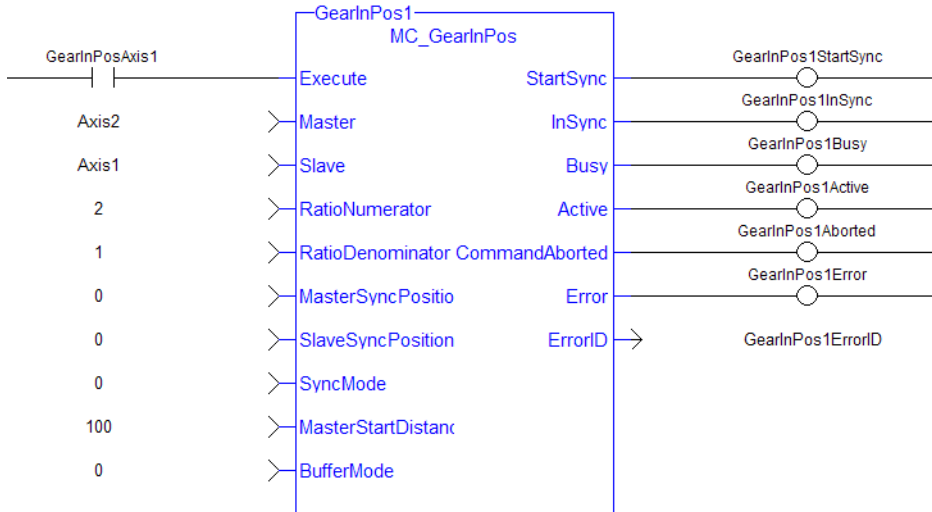 GearInPos1
MC_GearInPos
GearInPosAxis1
Execute StartSync
GearInPos1StartSync
Axis2 Master InSync
GearInPos1InSync
Axis1 Slave Busy
GearInPos1Busy
2 RatioNumerator Active
GearInPos1Active
1 RatioDenominator CommandAborted
GearInPos1Aborted
0 MasterSyncPositio Error
GearInPos1Error
0 SlaveSyncPosition ErrorID GearInPos1ErrorID
0 SyncMode
100 MasterStartDistanc
0 BufferMode